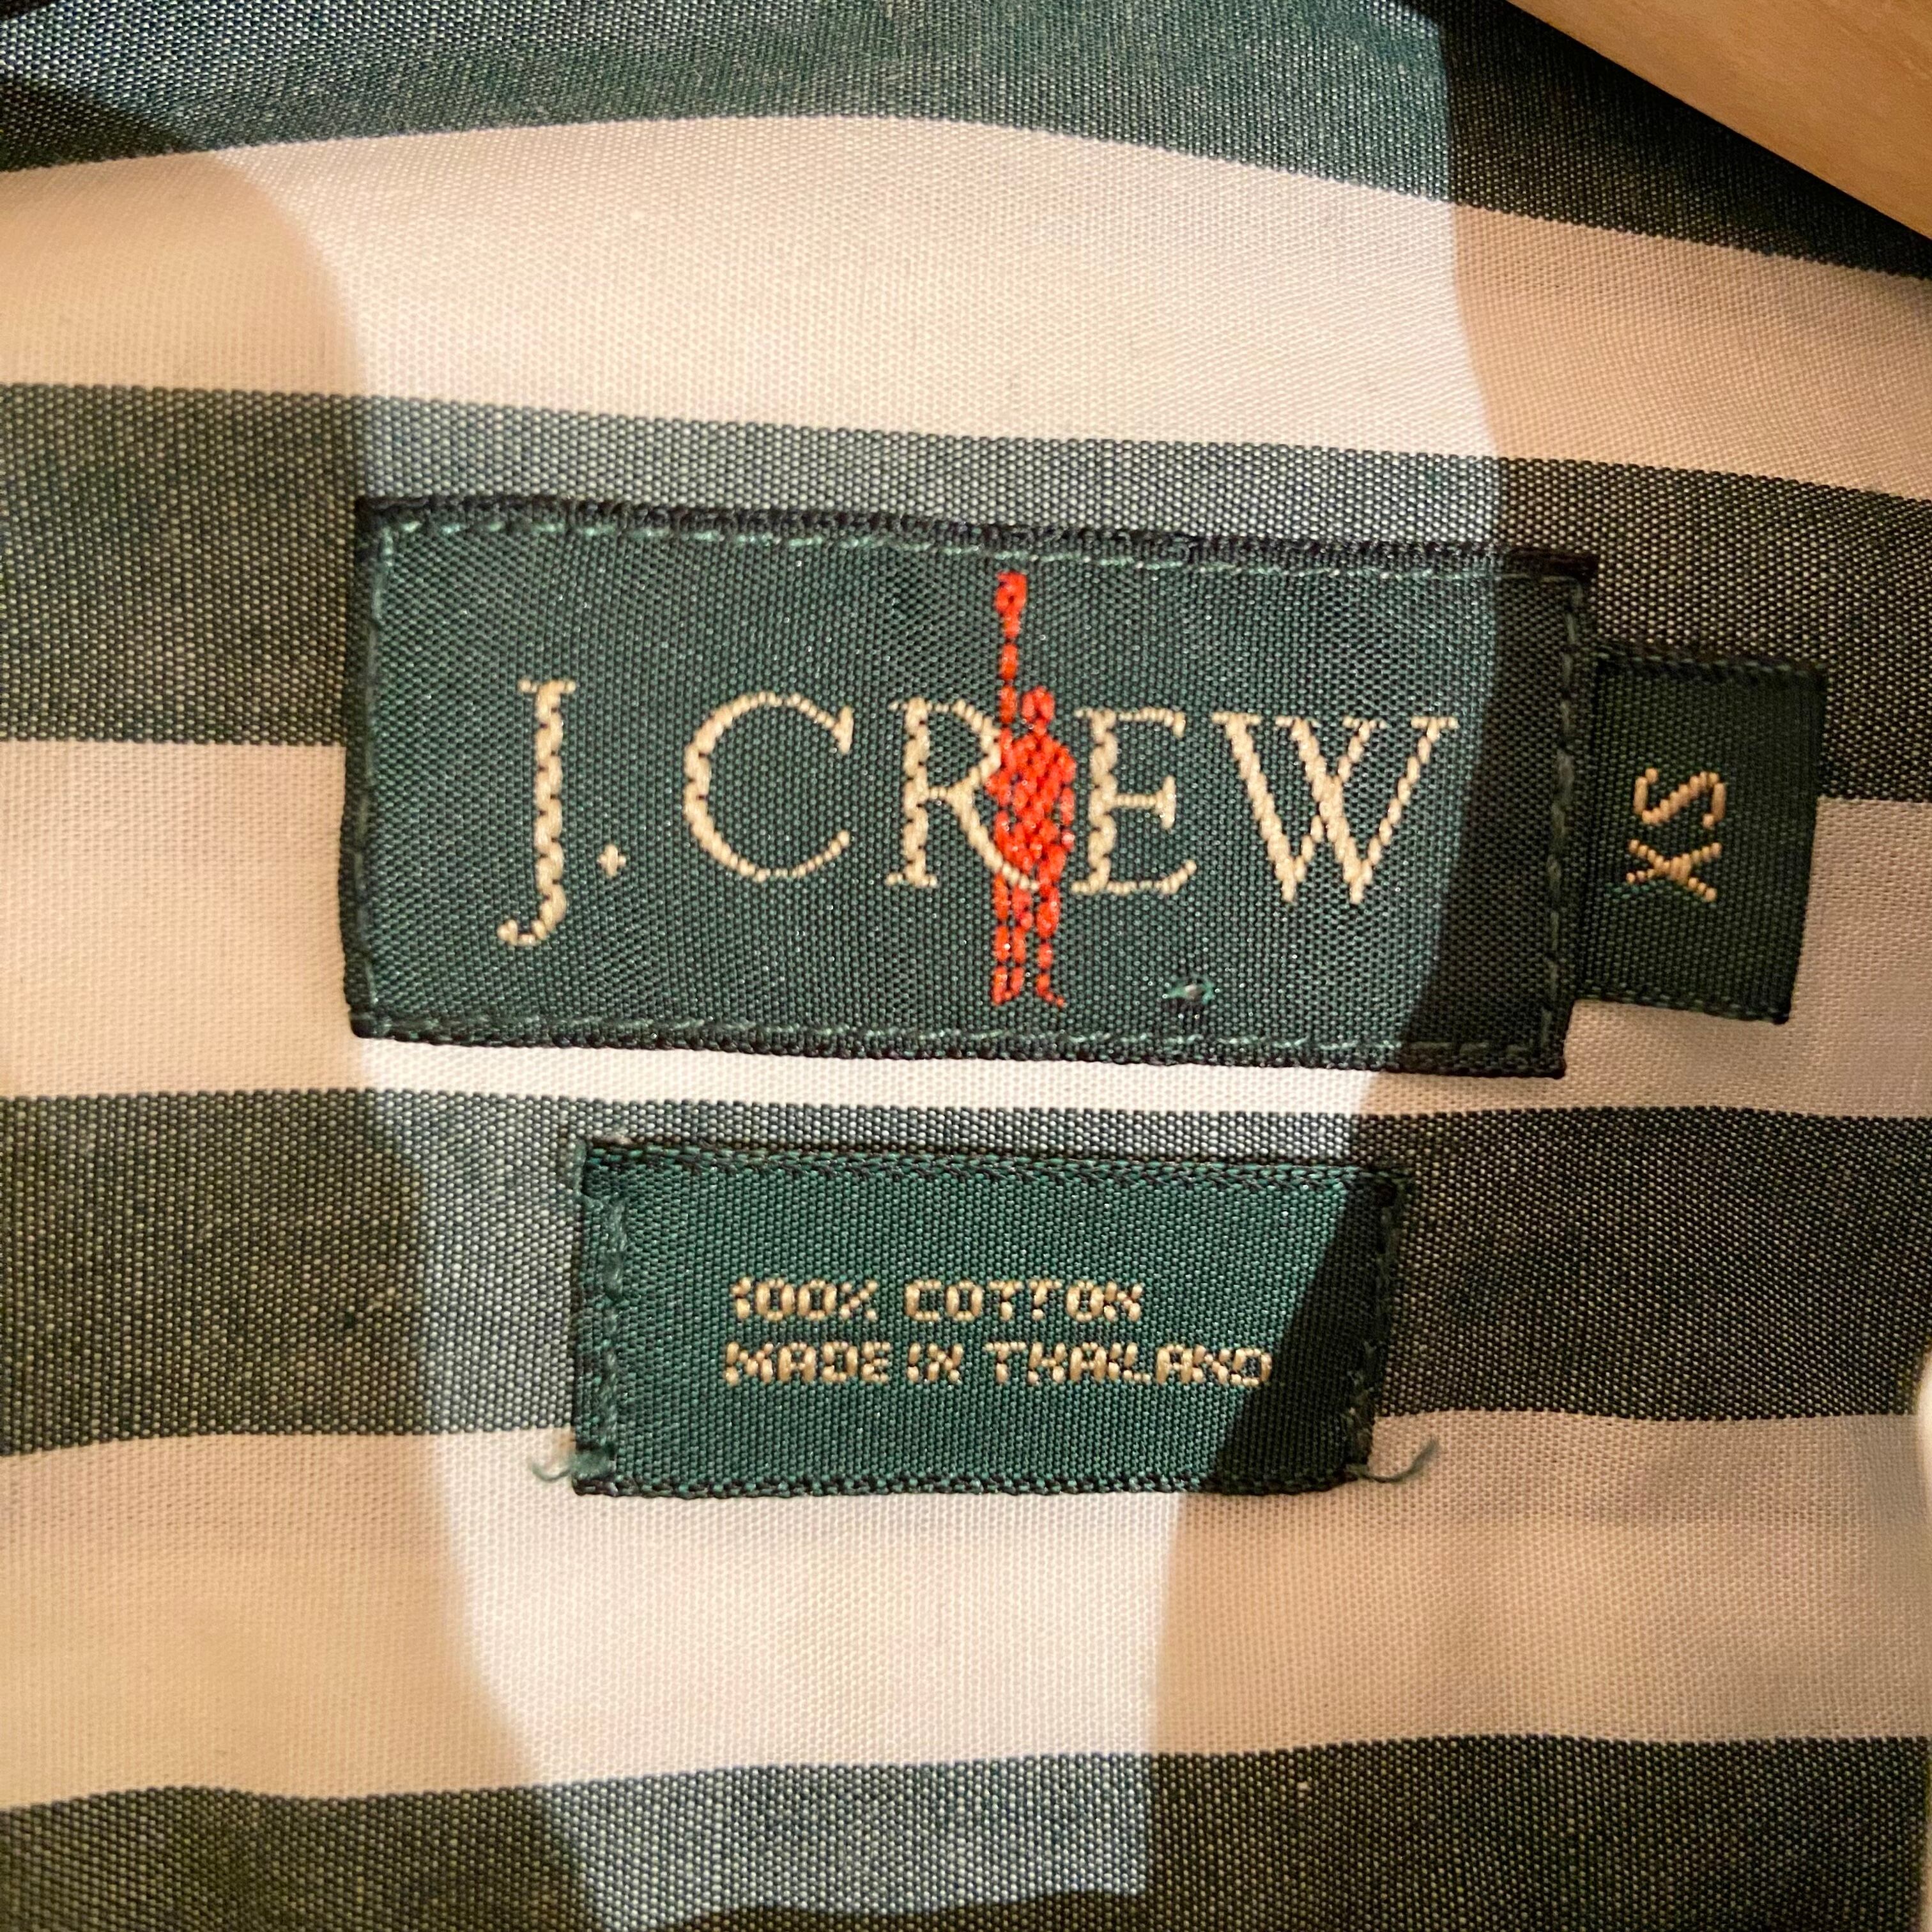 J. CREW
XS
100% COTTON
MADE IN THAILAND